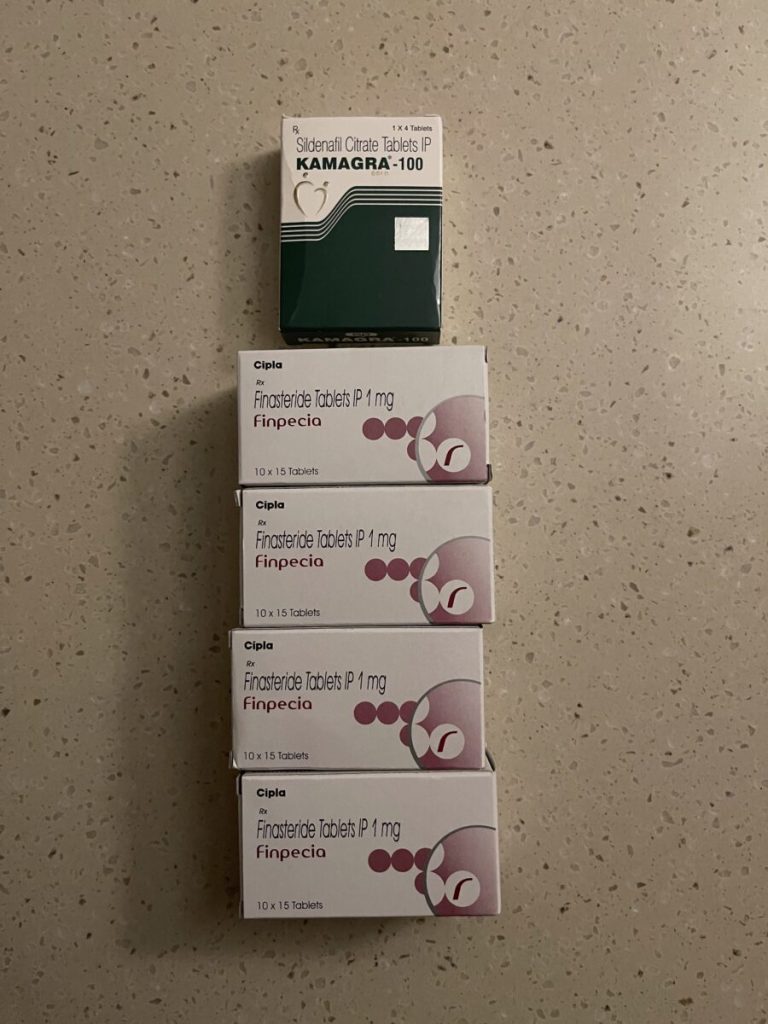 Rx
1 X 4 Tablets
Sildenafil Citrate Tablets IP
KAMAGRA®-100
KAMAGRA®-100
Cipla
Rx
Finasteride Tablets IP 1 mg
Finpecia
10 x 15 Tablets
Cipla
Rx
Finasteride Tablets IP 1 mg
Finpecia
10 x 15 Tablets
Cipla
Rx
Finasteride Tablets IP 1 mg
Finpecia
10 x 15 Tablets
Cipla
Rx
Finasteride Tablets IP 1 mg
Finpecia
10 x 15 Tablets